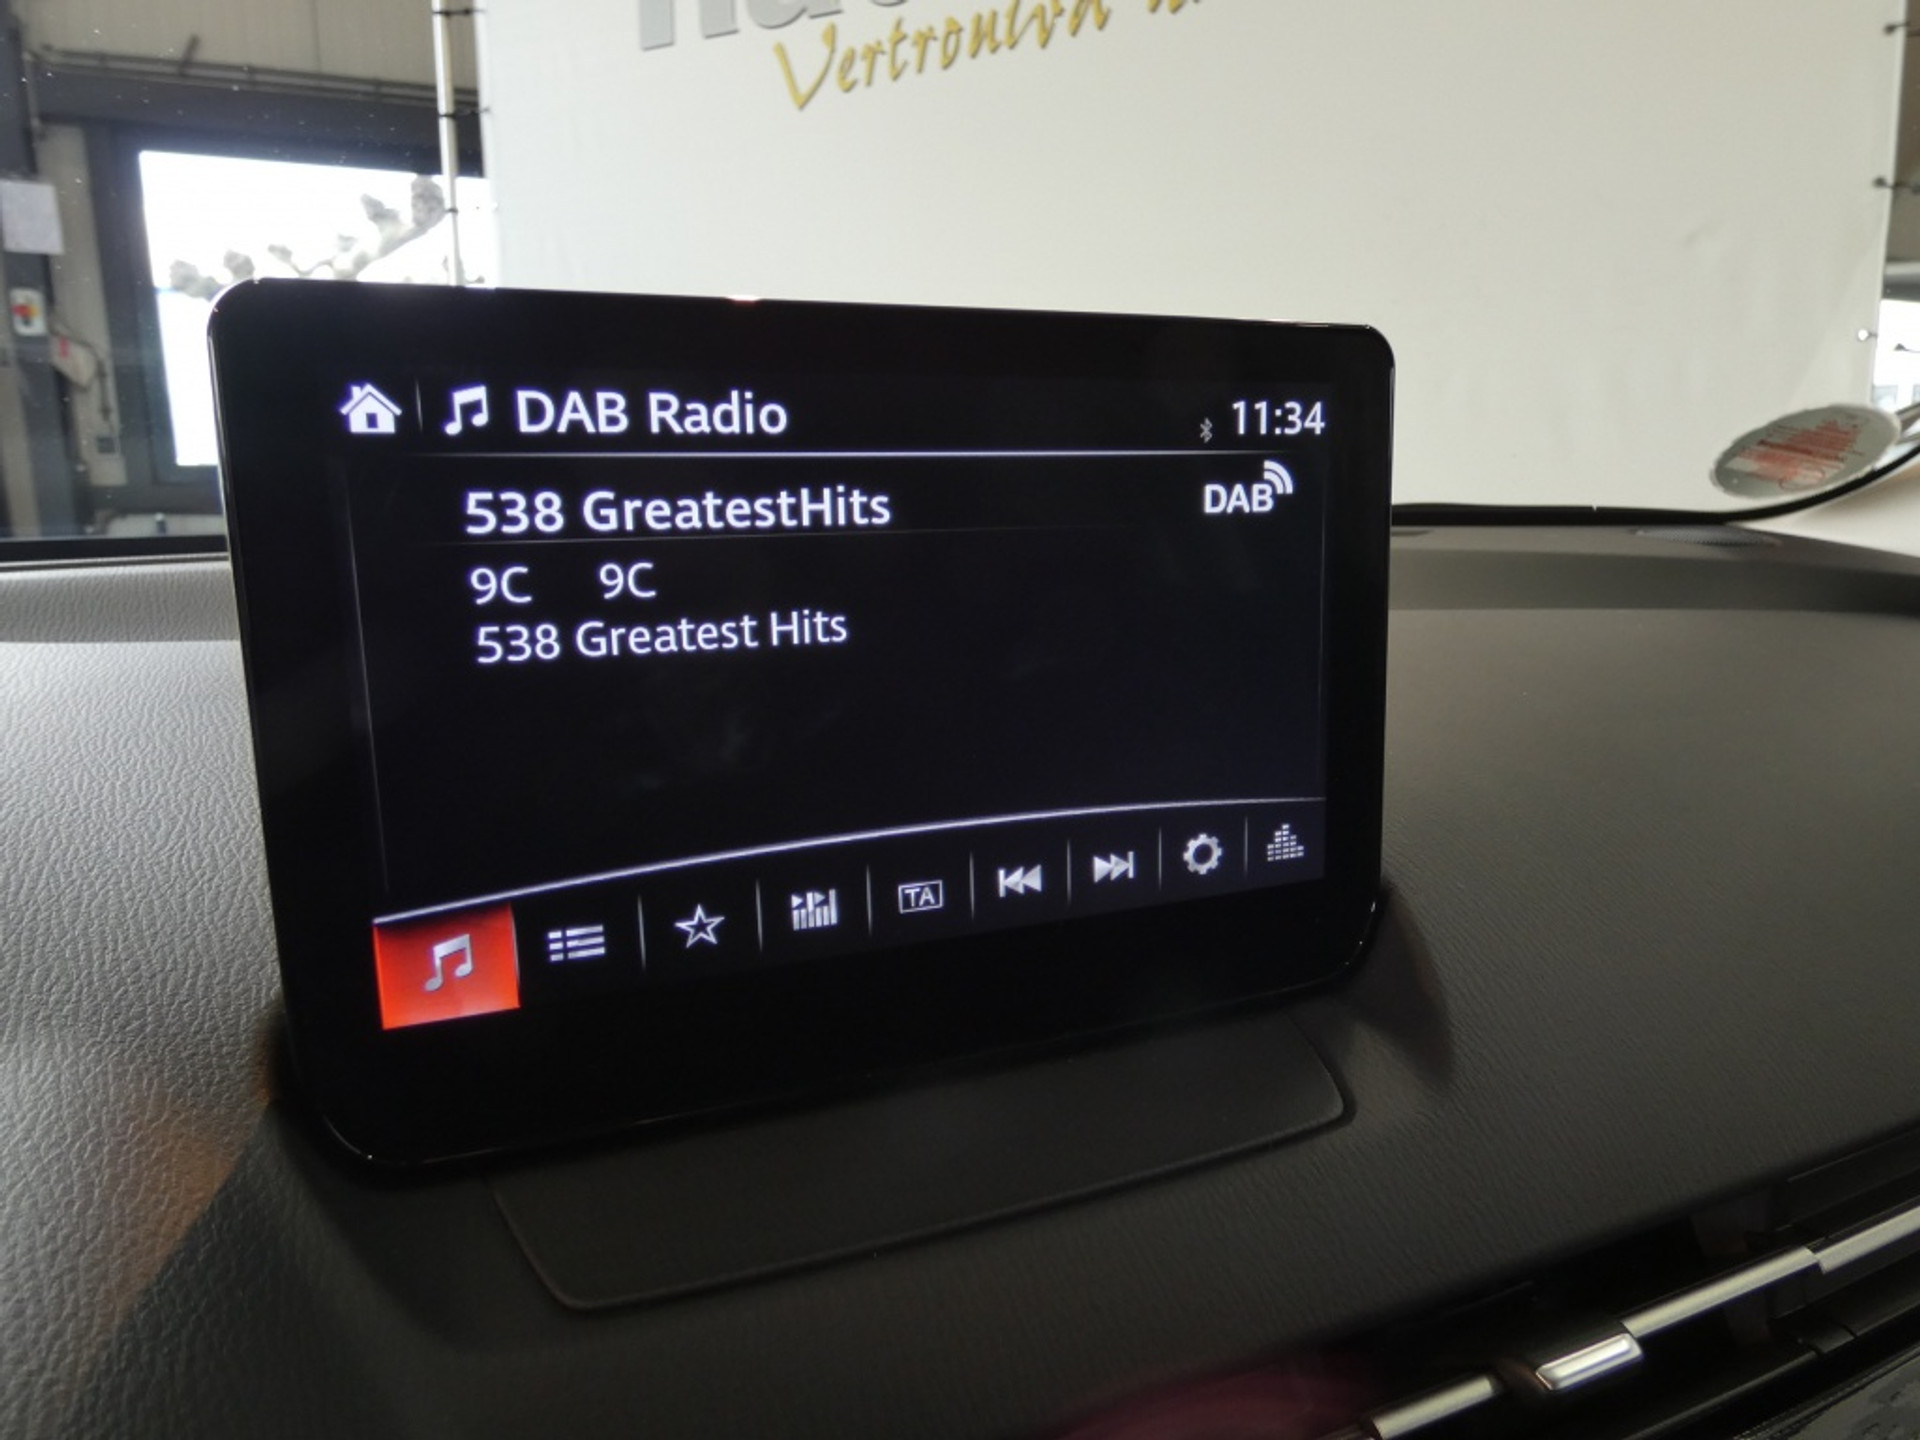 Vertrouwd
DAB Radio
11:34
538 GreatestHits
DAB
9C 9C
538 Greatest Hits
TA